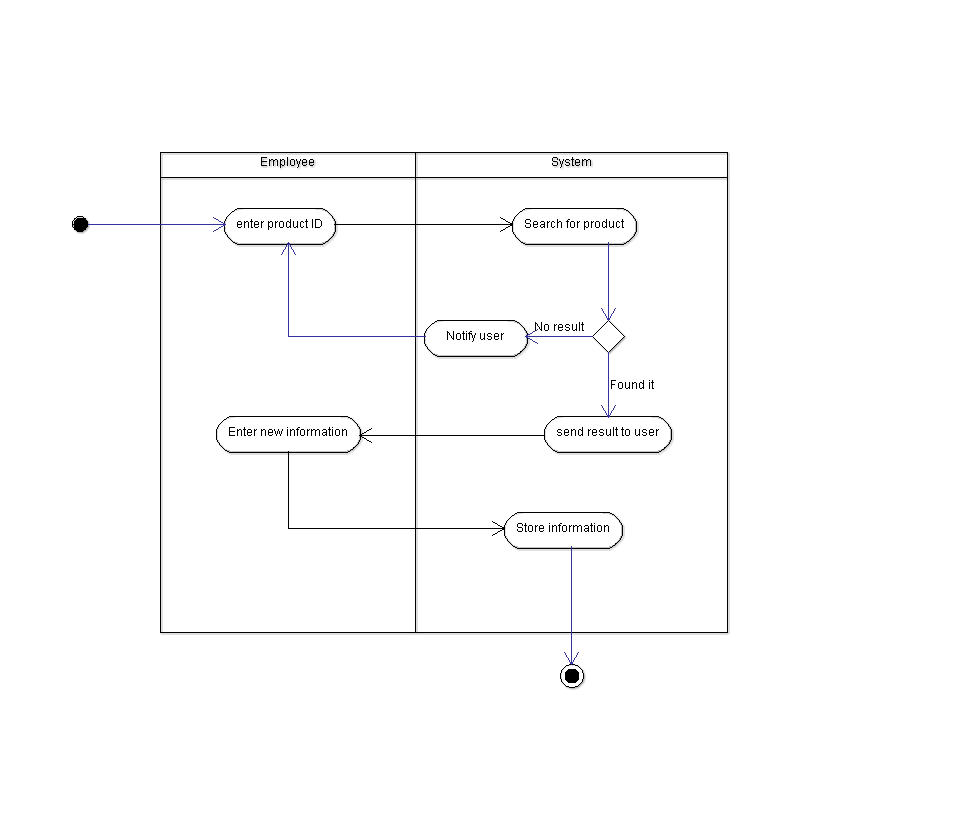 Employee
System
enter product ID
Search for product
Notify user
No result
Found it
Enter new information
send result to user
Store information